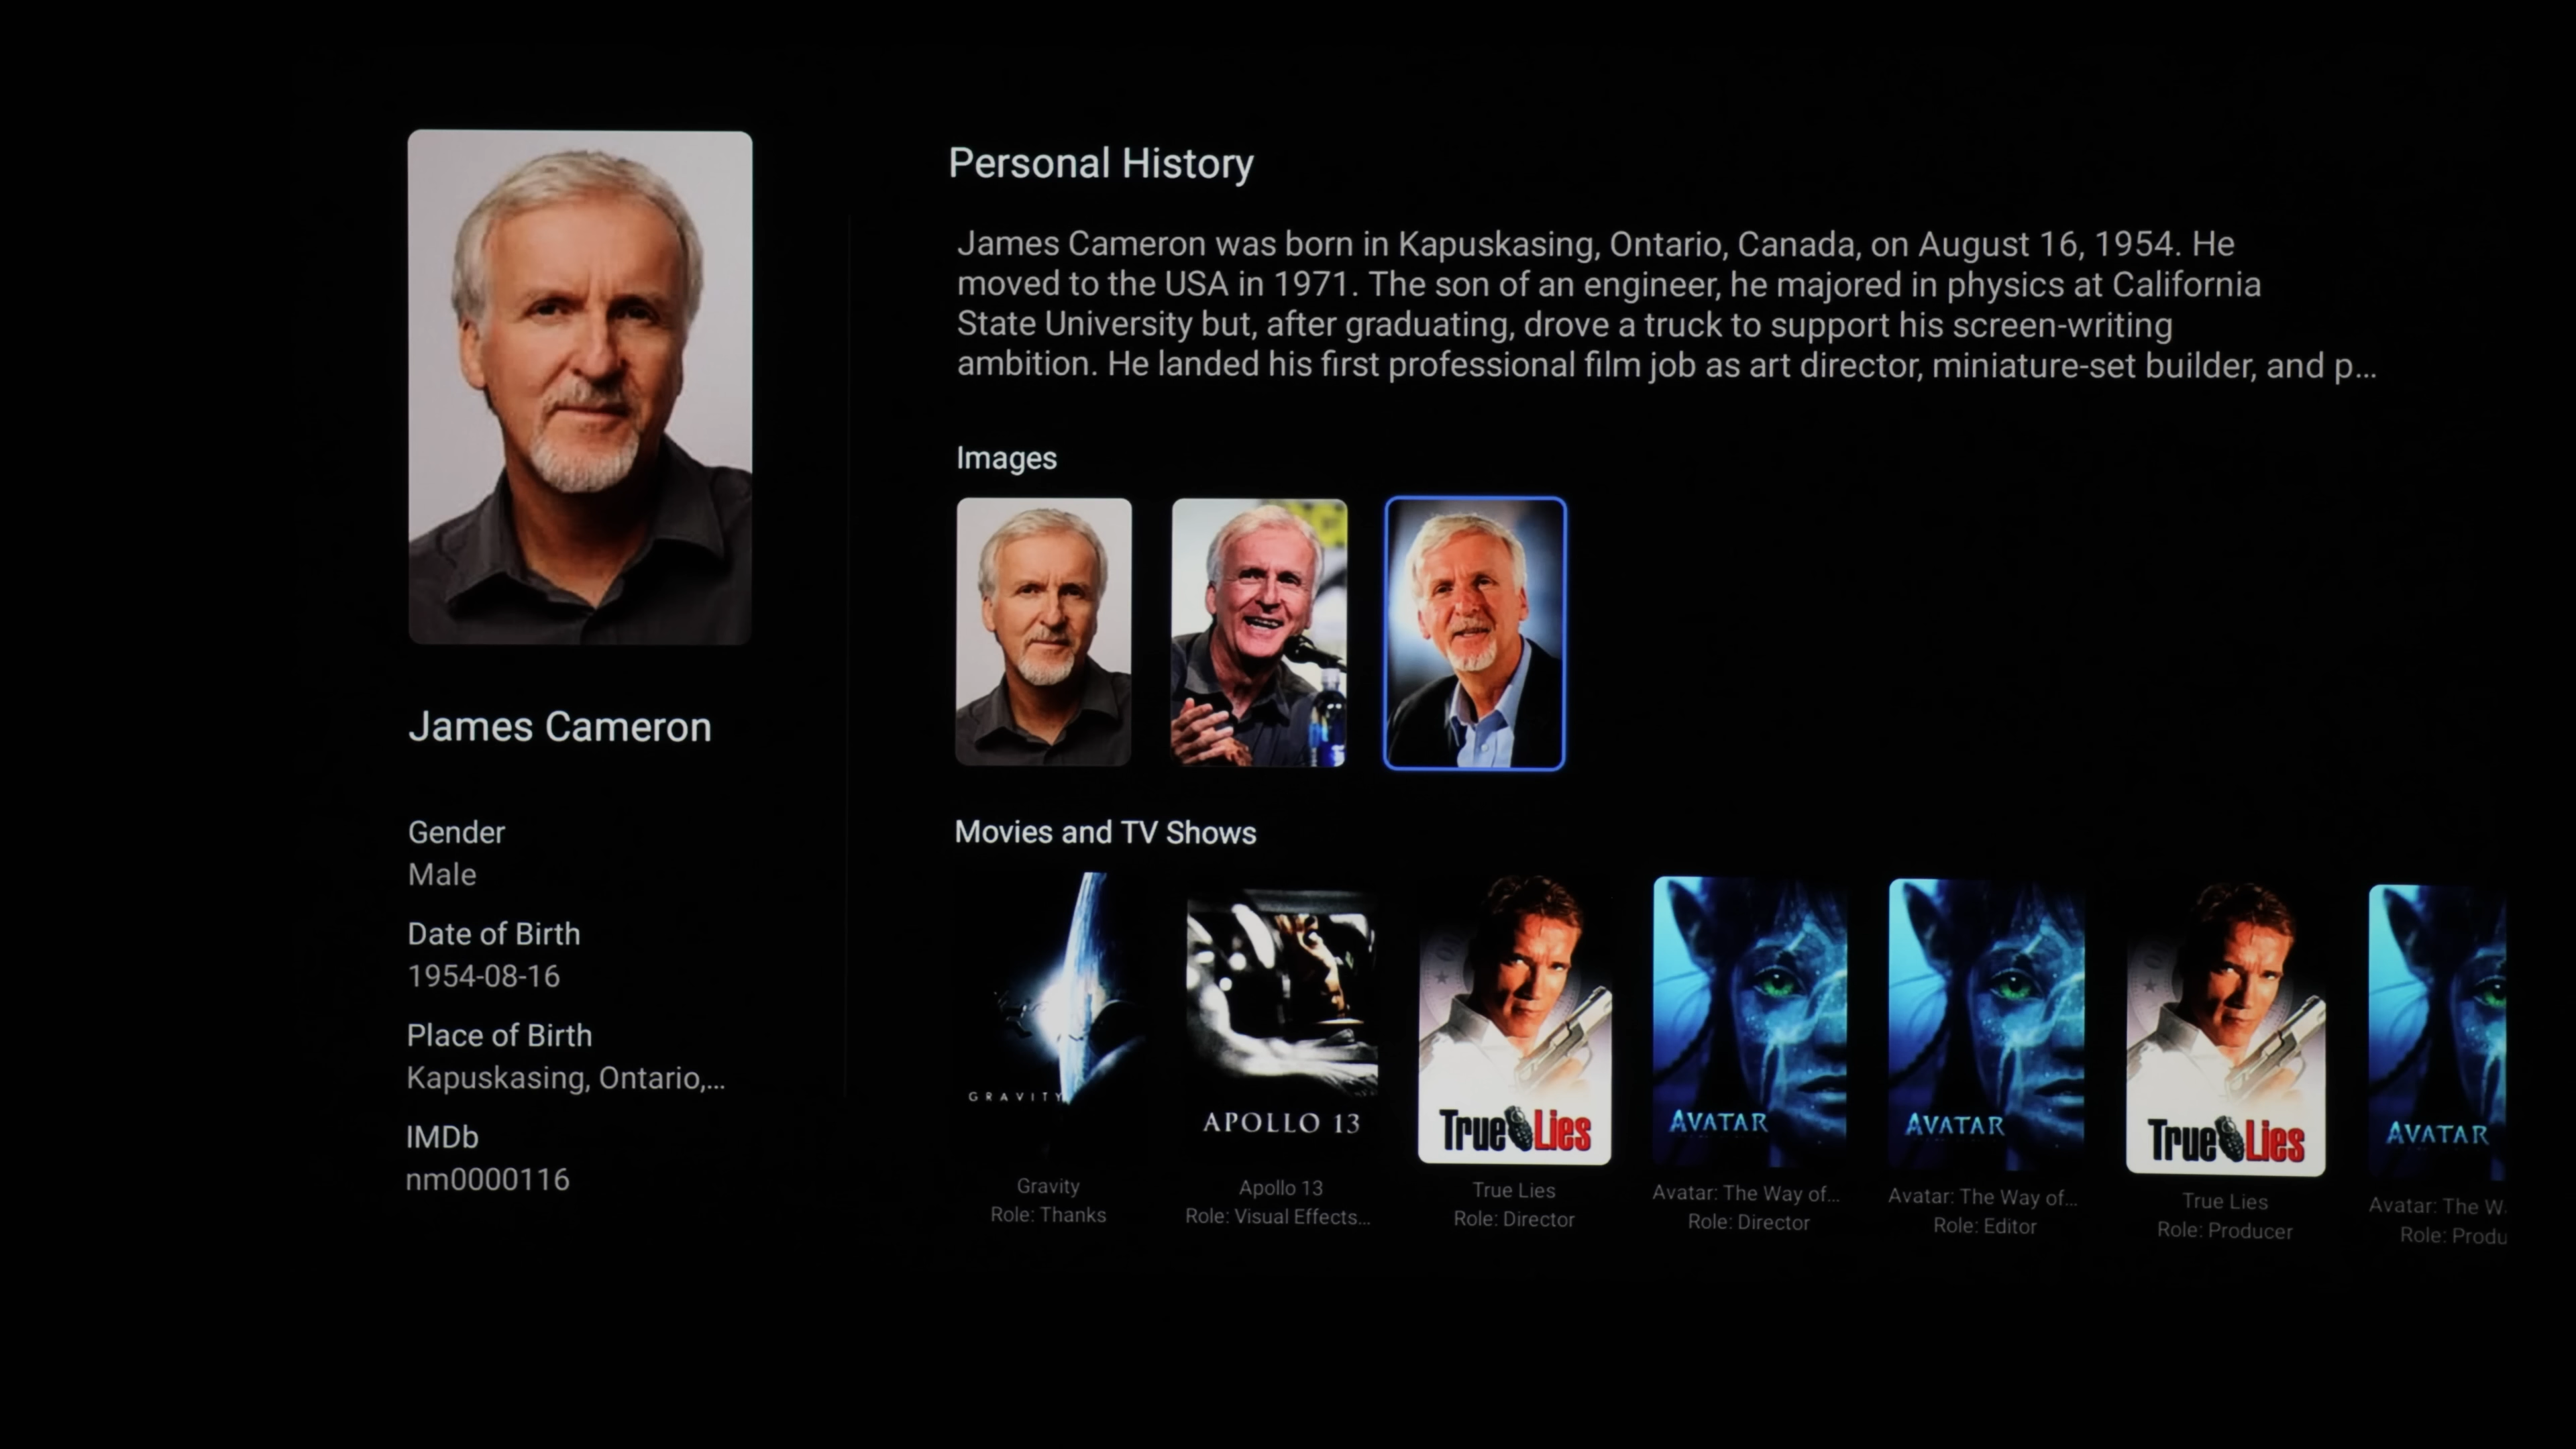 James Cameron
Gender
Male
Date of Birth
1954-08-16
Place of Birth
Kapuskasing, Ontario,...
IMDb
nm0000116
Personal History
James Cameron was born in Kapuskasing, Ontario, Canada, on August 16, 1954. He
moved to the USA in 1971. The son of an engineer, he majored in physics at California
State University but, after graduating, drove a truck to support his screen-writing
ambition. He landed his first professional film job as art director, miniature-set builder, and p...
Images
Movies and TV Shows
GRAVITY
APOLLO 13
True Lies
AVATAR
AVATAR
True Lies
AVATAR
Gravity
Role: Thanks
Apollo 13
Role: Visual Effects...
True Lies
Role: Director
Avatar: The Way of...
Role: Director
Avatar: The Way of...
Role: Editor
True Lies
Role: Producer
Avatar: The W
Role: Produ